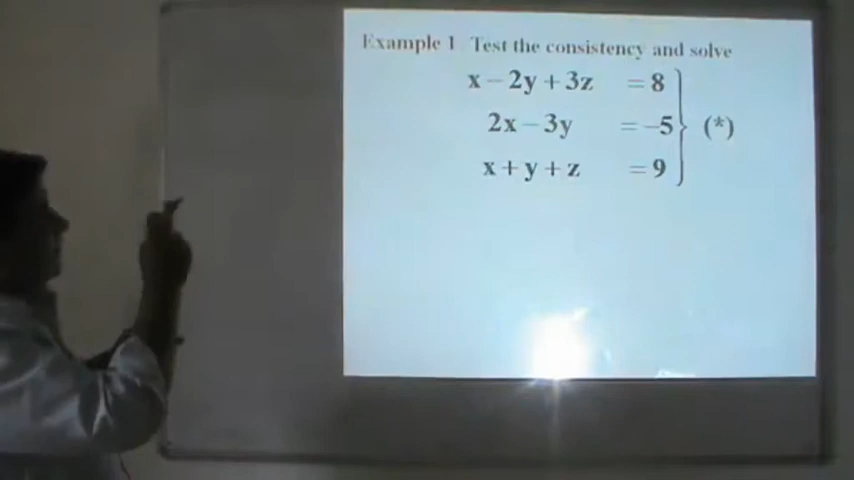 Example 1 Test the consistency and solve
x − 2y + 3z = 8
2x − 3y = −5 (*)
x + y + z = 9